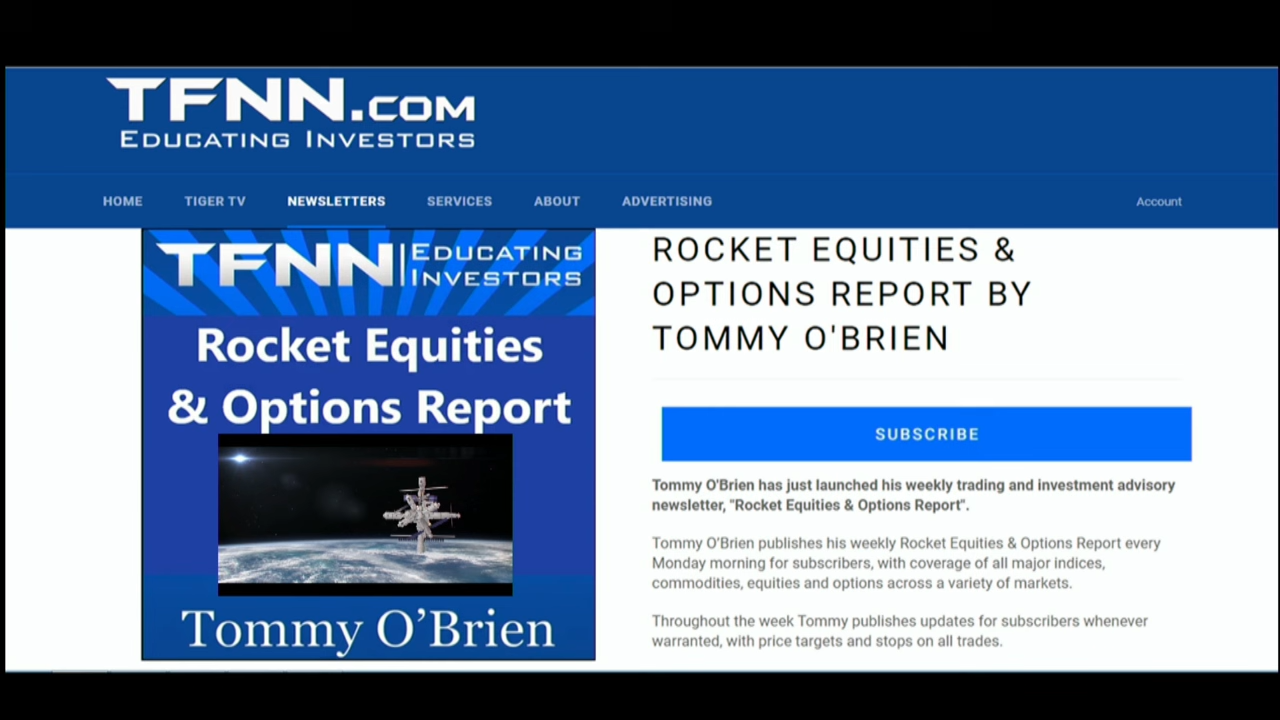 TFNN.COM
EDUCATING INVESTORS
HOME TIGER TV NEWSLETTERS SERVICES ABOUT ADVERTISING Account
TFNN EDUCATING
INVESTORS
Rocket Equities
& Options Report
Tommy O’Brien
ROCKET EQUITIES &
OPTIONS REPORT BY
TOMMY O'BRIEN
SUBSCRIBE
Tommy O'Brien has just launched his weekly trading and investment advisory
newsletter, "Rocket Equities & Options Report".
Tommy O’Brien publishes his weekly Rocket Equities & Options Report every
Monday morning for subscribers, with coverage of all major indices,
commodities, equities and options across a variety of markets.
Throughout the week Tommy publishes updates for subscribers whenever
warranted, with price targets and stops on all trades.